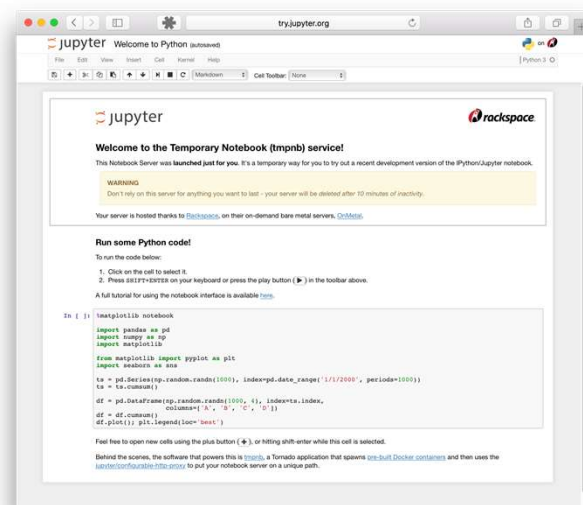 try.jupyter.org
jupyter Welcome to Python (autosaved)
on
File Edit View Insert Cell Kernel Help
Python 3
Markdown Cell Toolbar: None
jupyter
rackspace
Welcome to the Temporary Notebook (tmpnb) service!
This Notebook Server was launched just for you. It's a temporary way for you to try out a recent development version of the IPython/Jupyter notebook.
WARNING
Don't rely on this server for anything you want to last - your server will be deleted after 10 minutes of inactivity.
Your server is hosted thanks to Rackspace, on their on-demand bare metal servers, OnMetal.
Run some Python code!
To run the code below:
1. Click on the cell to select it.
2. Press SHIFT+ENTER on your keyboard or press the play button (▶) in the toolbar above.
A full tutorial for using the notebook interface is available here.
In [ ]: %matplotlib notebook
import pandas as pd
import numpy as np
import matplotlib
from matplotlib import pyplot as plt
import seaborn as sns
ts = pd.Series(np.random.randn(1000), index=pd.date_range('1/1/2000', periods=1000))
ts = ts.cumsum()
df = pd.DataFrame(np.random.randn(1000, 4), index=ts.index,
columns=['A', 'B', 'C', 'D'])
df = df.cumsum()
df.plot(); plt.legend(loc='best')
Feel free to open new cells using the plus button (+), or hitting shift-enter while this cell is selected.
Behind the scenes, the software that powers this is tmpnb, a Tornado application that spawns pre-built Docker containers and then uses the
jupyter/configurable-http-proxy to put your notebook server on a unique path.